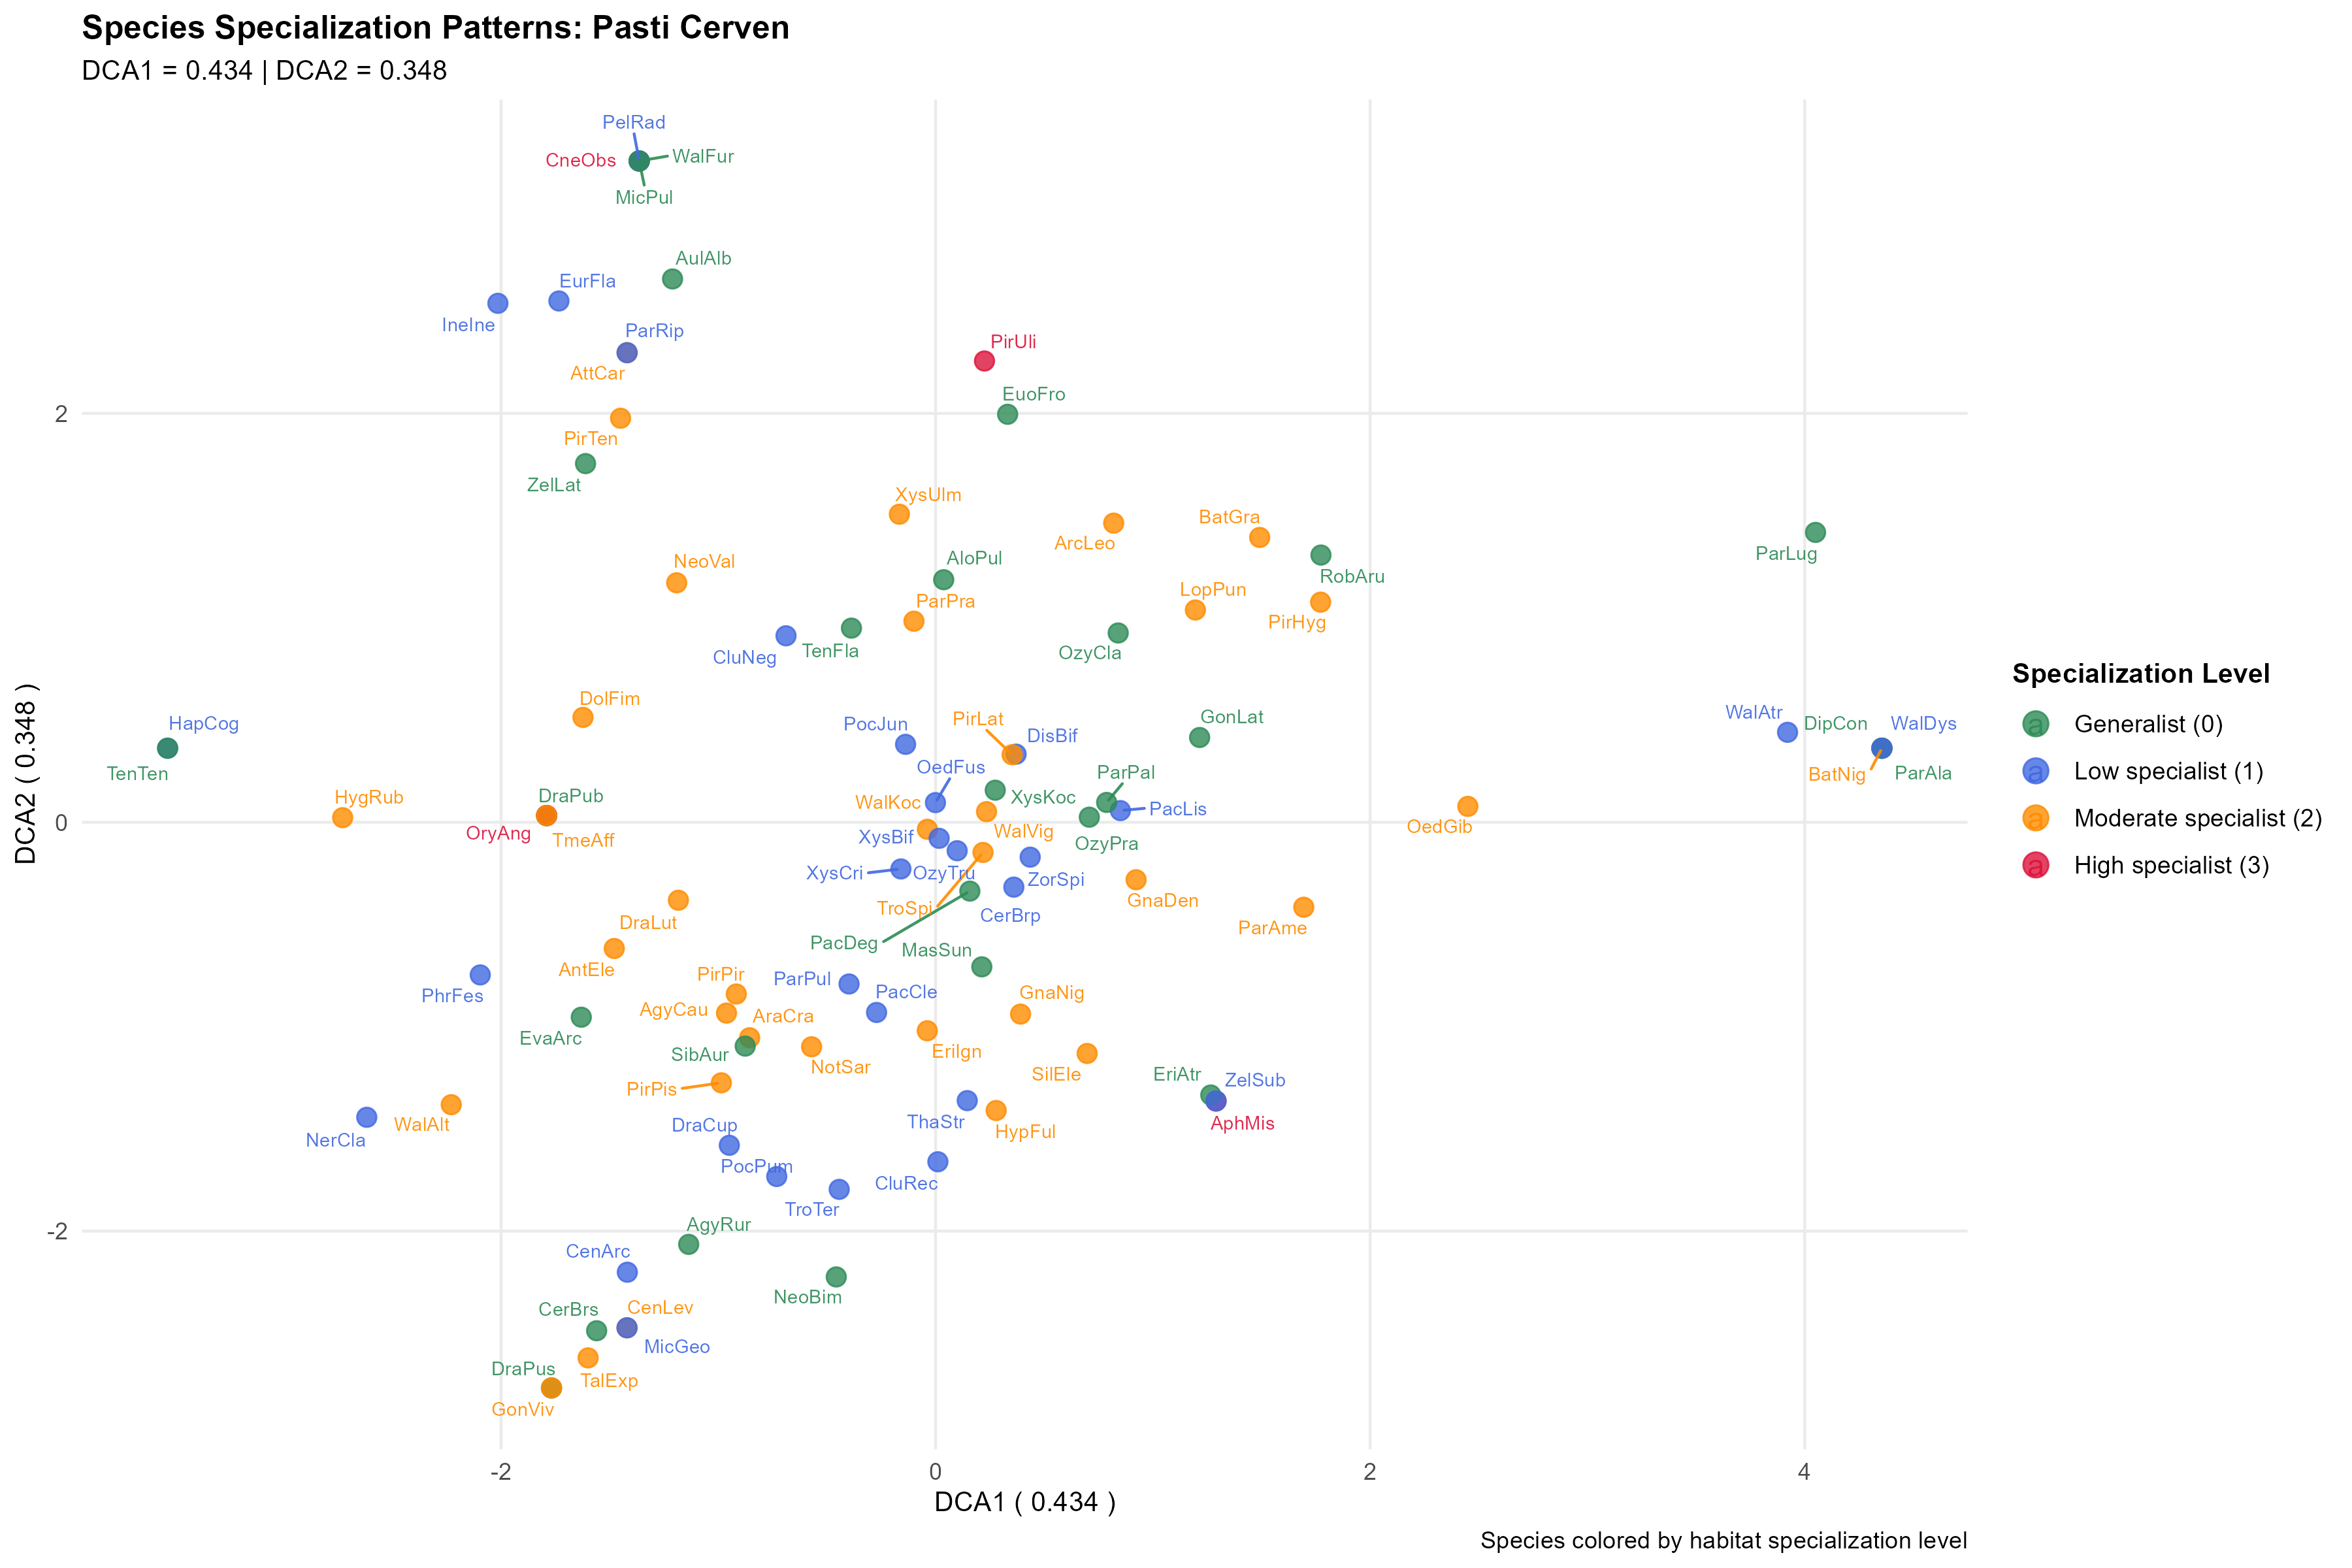 Species Specialization Patterns: Pasti Cerven
DCA1 = 0.434 | DCA2 = 0.348
PelRad
CneObs
WalFur
MicPul
AulAlb
EurFla
IneIne
ParRip
PirUli
AttCar
EuoFro
2
PirTen
ZelLat
XysUlm
BatGra
ArcLeo
ParLug
AloPul
NeoVal
RobAru
LopPun
ParPra
PirHyg
TenFla
OzyCla
CluNeg
Specialization Level
DolFim
WalAtr
GonLat
PirLat
HapCog
PocJun
DipCon
WalDys
Generalist (0)
DisBif
OedFus
Low specialist (1)
ParPal
TenTen
BatNig
ParAla
DraPub
HygRub
XysKoc
WalKoc
PacLis
Moderate specialist (2)
0
OedGib
WalVig
OryAng
XysBif
TmeAff
OzyPra
High specialist (3)
XysCri
OzyTru
ZorSpi
GnaDen
TroSpi
CerBrp
DraLut
ParAme
PacDeg
MasSun
AntEle
PirPir
ParPul
PacCle
GnaNig
PhrFes
AgyCau
AraCra
EvaArc
SibAur
EriIgn
NotSar
SilEle
EriAtr
ZelSub
PirPis
ThaStr
AphMis
WalAlt
DraCup
HypFul
NerCla
PocPum
CluRec
TroTer
AgyRur
-2
CenArc
NeoBim
CerBrs
CenLev
MicGeo
DraPus
TalExp
GonViv
DCA2 ( 0.348 )
-2
0
2
4
DCA1 ( 0.434 )
Species colored by habitat specialization level